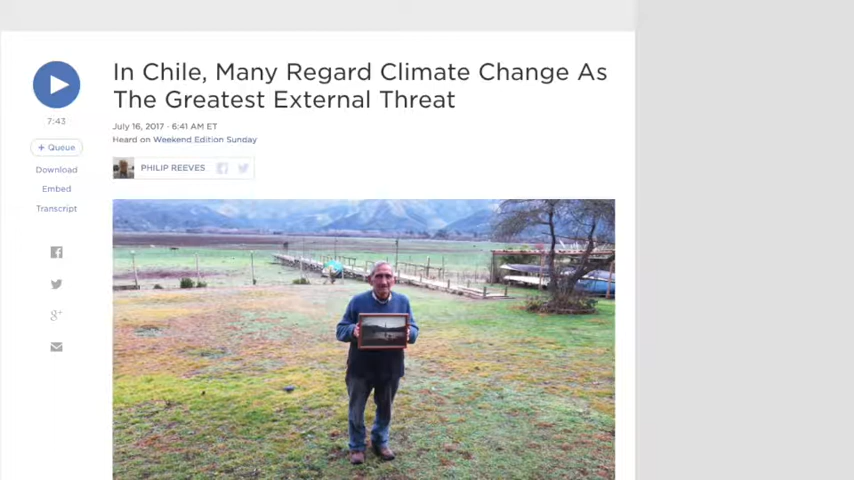 In Chile, Many Regard Climate Change As
The Greatest External Threat
7:43
July 16, 2017 · 6:41 AM ET
Heard on Weekend Edition Sunday
+ Queue
PHILIP REEVES
Download
Embed
Transcript
g+